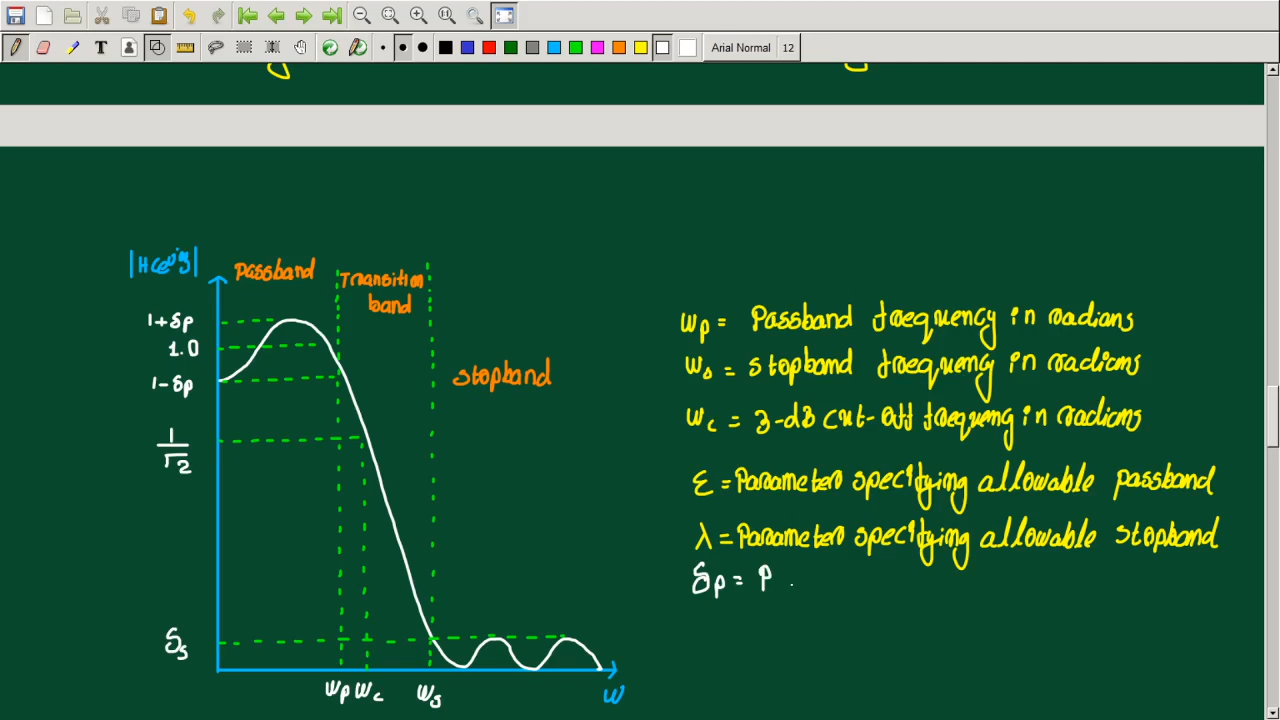 Arial Normal 12
|H(e^jω)|
Passband
Transition
band
stopband
1+δp
1.0
1-δp
1/√2
δs
ωp ωc ωs ω
ωp = Passband frequency in radians
ωs = stopband frequency in radians
ωc = 3-dB cut-off frequency in radians
ε = Parameters specifying allowable passband
λ = Parameters specifying allowable stopband
δp = P